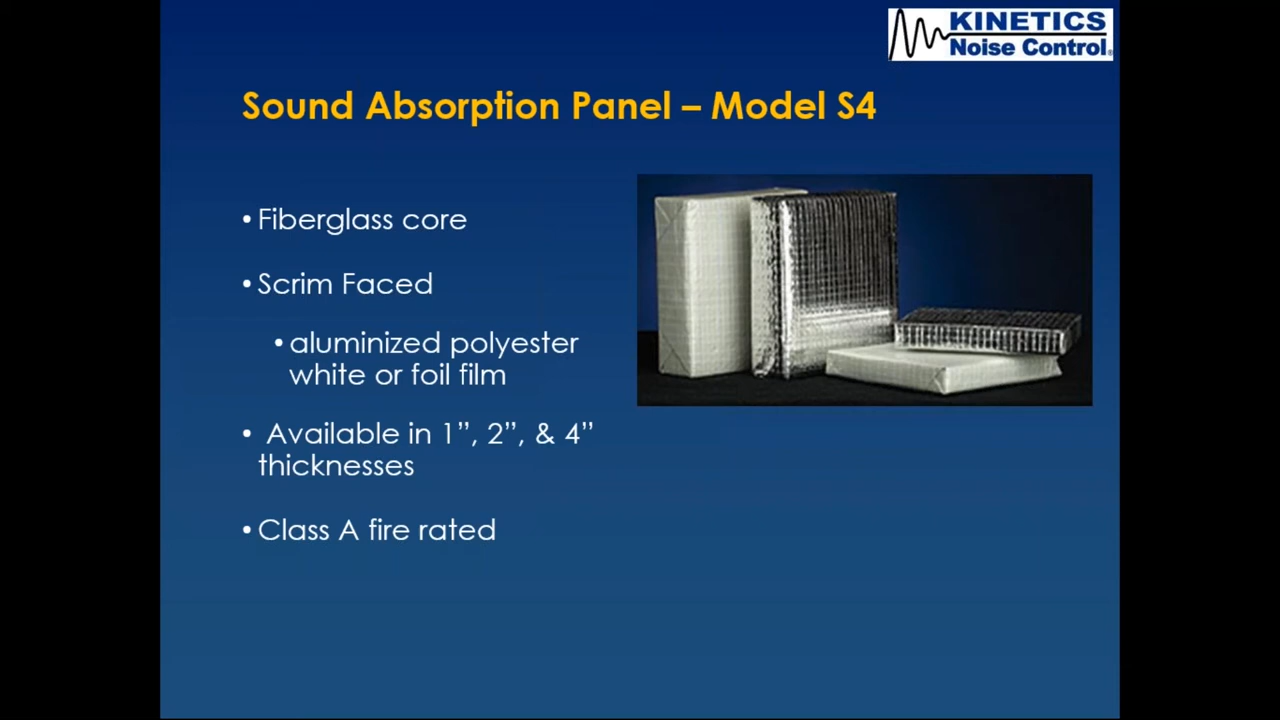 KINETICS
Noise Control®
Sound Absorption Panel – Model S4
• Fiberglass core
• Scrim Faced
• aluminized polyester
white or foil film
• Available in 1”, 2”, & 4”
thicknesses
• Class A fire rated